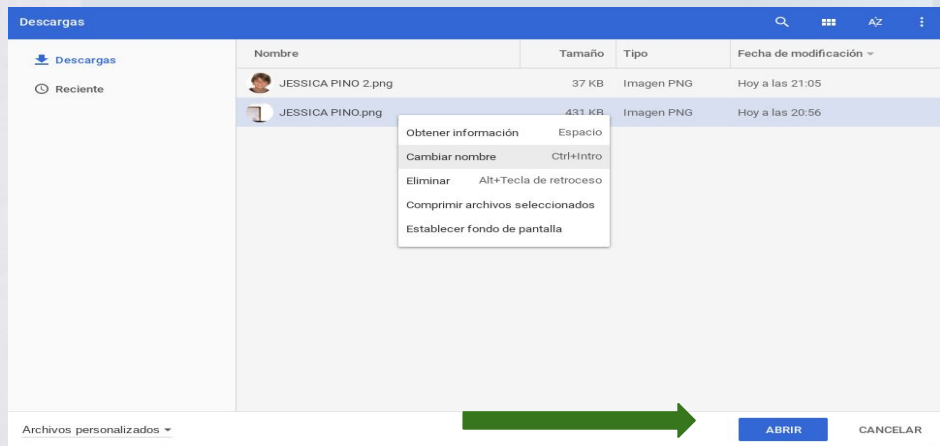 Descargas
AZ
Descargas
Reciente
Nombre Tamaño Tipo Fecha de modificación
JESSICA PINO 2.png 37 KB Imagen PNG Hoy a las 21:05
JESSICA PINO.png 431 KB Imagen PNG Hoy a las 20:56
Obtener información Espacio
Cambiar nombre Ctrl+Intro
Eliminar Alt+Tecla de retroceso
Comprimir archivos seleccionados
Establecer fondo de pantalla
Archivos personalizados ABRIR CANCELAR